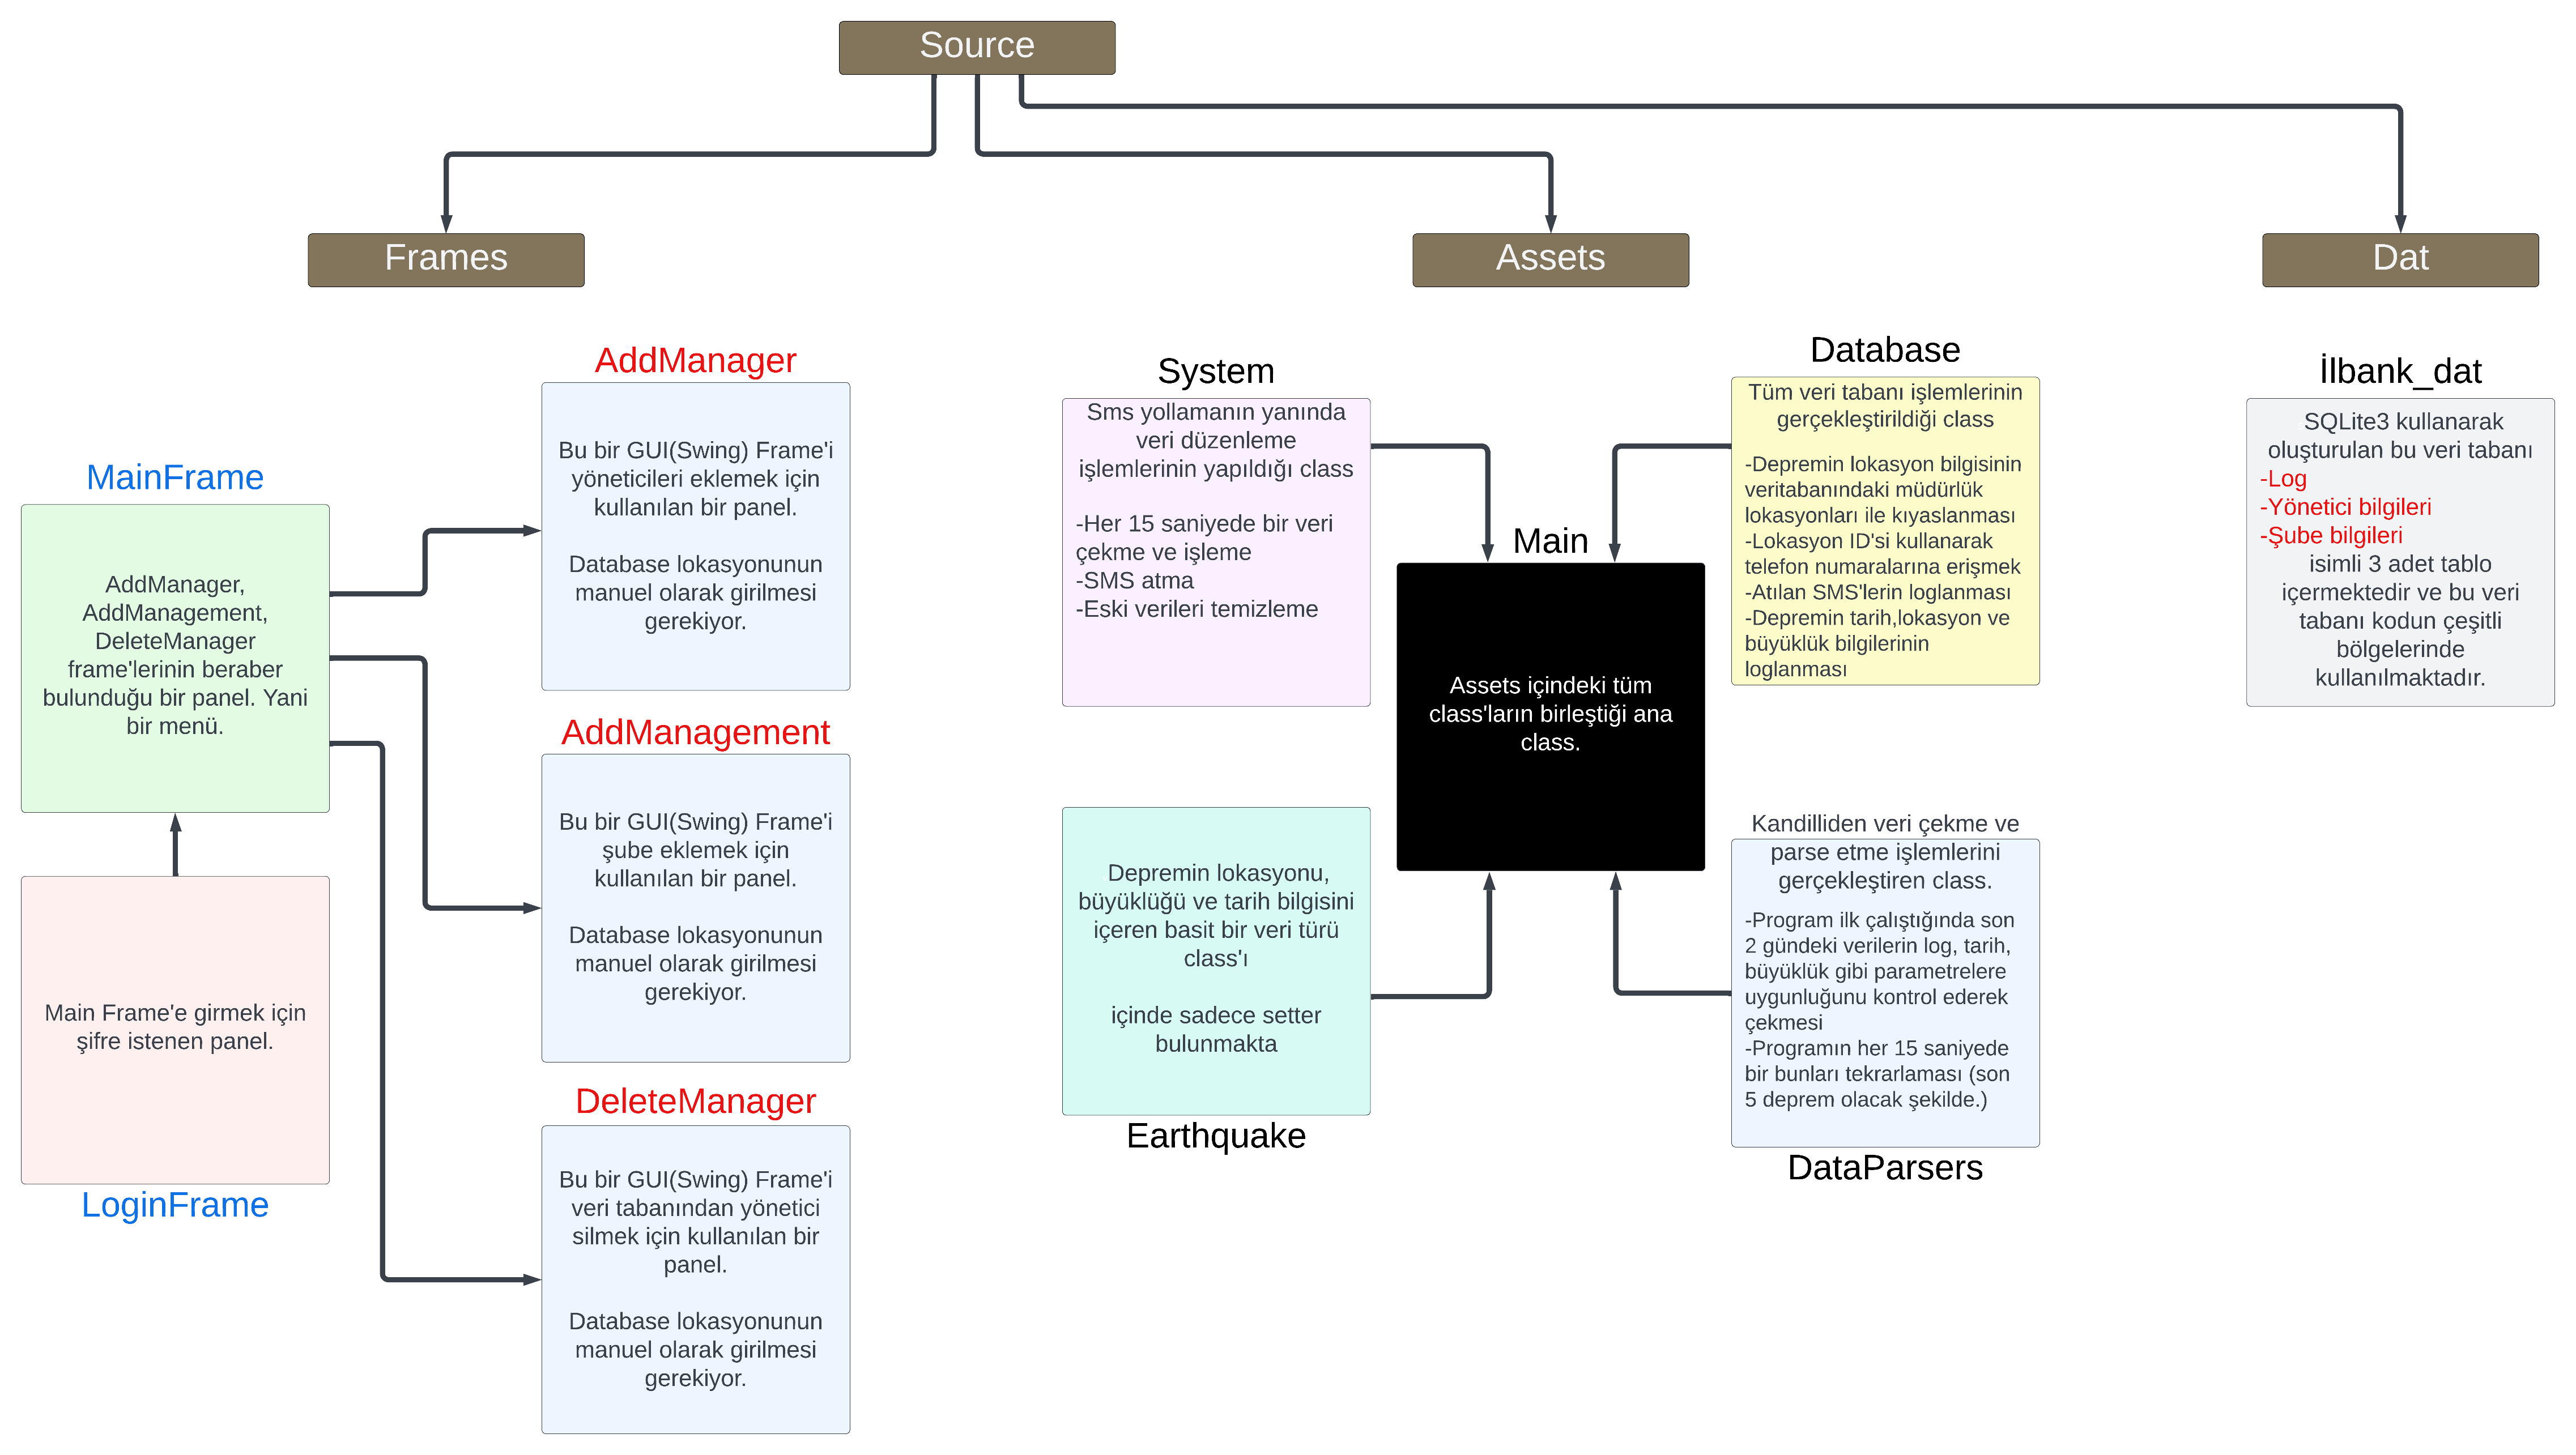 Source
Frames
Assets
Dat
MainFrame
AddManager,
AddManagement,
DeleteManager
frame'lerinin beraber
bulunduğu bir panel. Yani
bir menü.
Main Frame'e girmek için
şifre istenen panel.
LoginFrame
AddManager
Bu bir GUI(Swing) Frame'i
yöneticileri eklemek için
kullanılan bir panel.
Database lokasyonunun
manuel olarak girilmesi
gerekiyor.
AddManagement
Bu bir GUI(Swing) Frame'i
şube eklemek için
kullanılan bir panel.
Database lokasyonunun
manuel olarak girilmesi
gerekiyor.
DeleteManager
Bu bir GUI(Swing) Frame'i
veri tabanından yönetici
silmek için kullanılan bir
panel.
Database lokasyonunun
manuel olarak girilmesi
gerekiyor.
System
Sms yollamanın yanında
veri düzenleme
işlemlerinin yapıldığı class
-Her 15 saniyede bir veri
çekme ve işleme
-SMS atma
-Eski verileri temizleme
Depremin lokasyonu,
büyüklüğü ve tarih bilgisini
içeren basit bir veri türü
class'ı
içinde sadece setter
bulunmakta
Earthquake
Main
Assets içindeki tüm
class'ların birleştiği ana
class.
Database
Tüm veri tabanı işlemlerinin
gerçekleştirildiği class
-Depremin lokasyon bilgisinin
veritabanındaki müdürlük
lokasyonları ile kıyaslanması
-Lokasyon ID'si kullanarak
telefon numaralarına erişmek
-Atılan SMS'lerin loglanması
-Depremin tarih,lokasyon ve
büyüklük bilgilerinin
loglanması
Kandilliden veri çekme ve
parse etme işlemlerini
gerçekleştiren class.
-Program ilk çalıştığında son
2 gündeki verilerin log, tarih,
büyüklük gibi parametrelere
uygunluğunu kontrol ederek
çekmesi
-Programın her 15 saniyede
bir bunları tekrarlaması (son
5 deprem olacak şekilde.)
DataParsers
İlbank_dat
SQLite3 kullanarak
oluşturulan bu veri tabanı
-Log
-Yönetici bilgileri
-Şube bilgileri
isimli 3 adet tablo
içermektedir ve bu veri
tabanı kodun çeşitli
bölgelerinde
kullanılmaktadır.